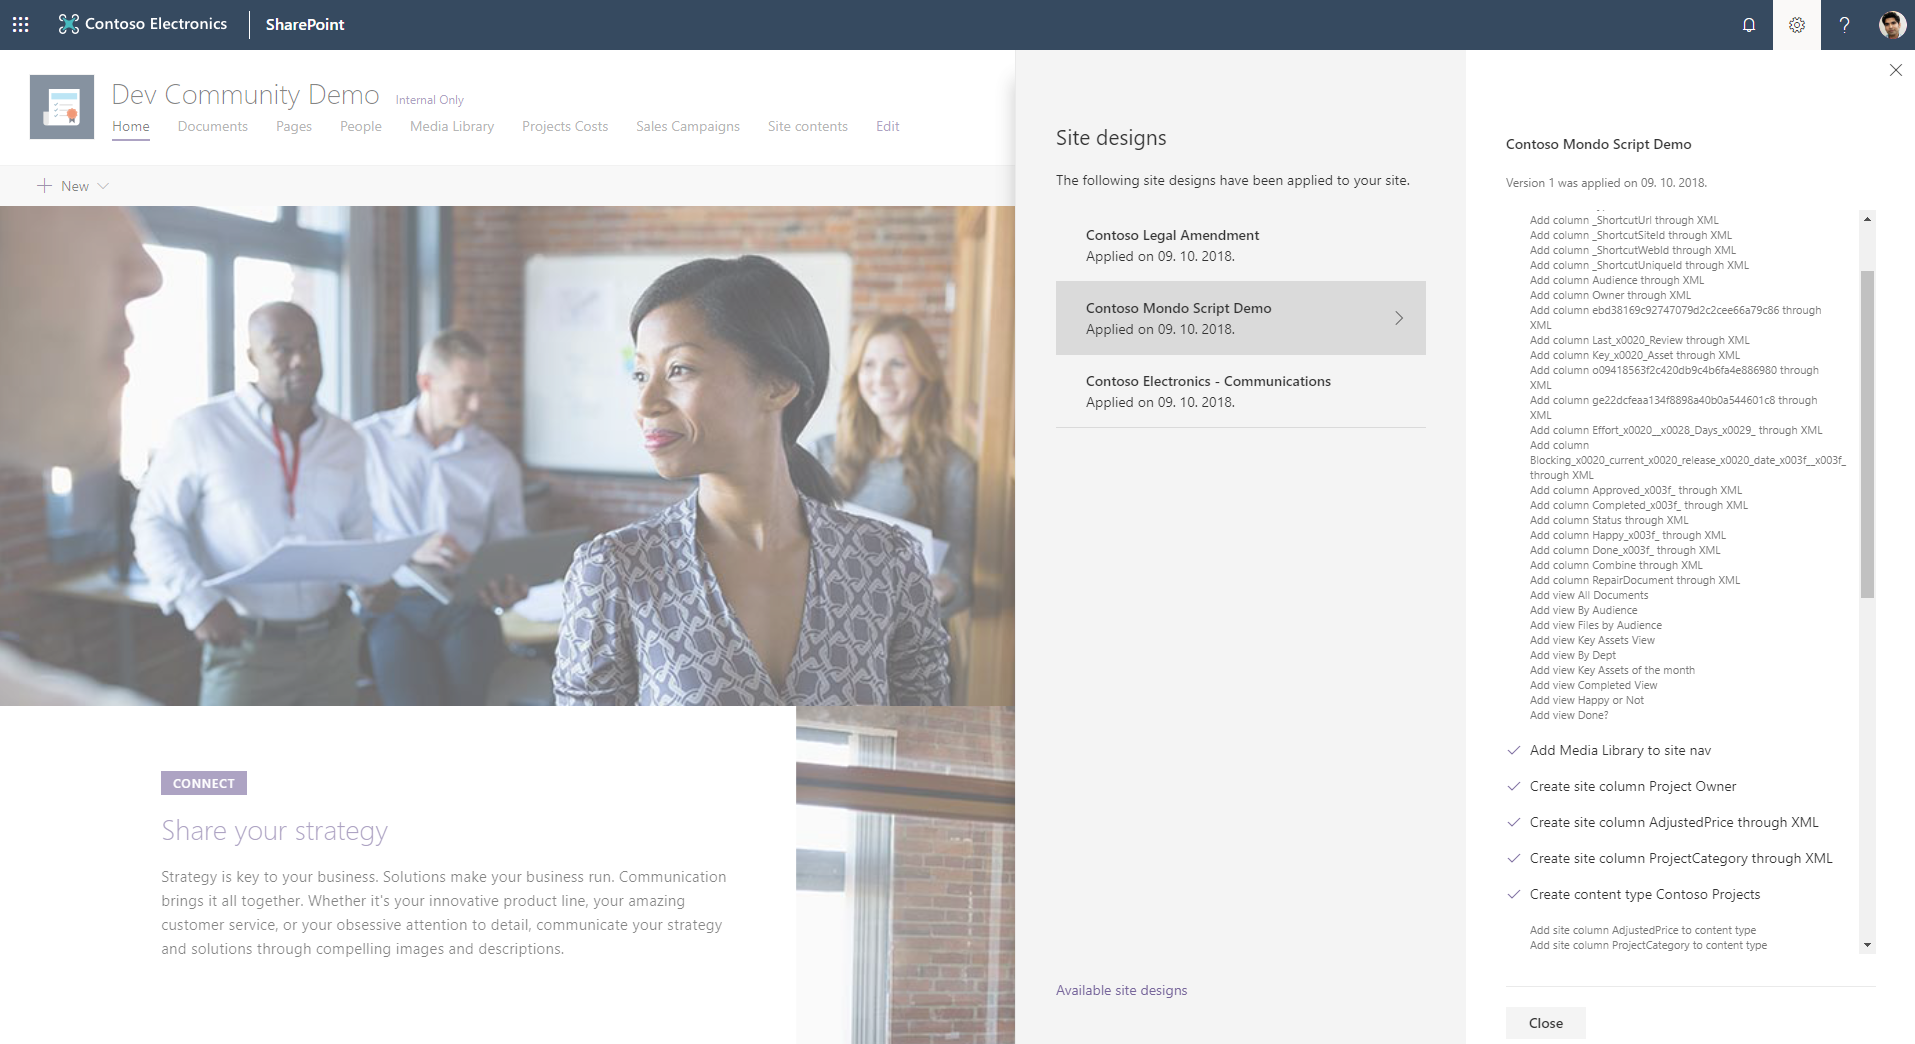 Contoso Electronics
SharePoint
?
Dev Community Demo
Internal Only
Home
Documents
Pages
People
Media Library
Projects Costs
Sales Campaigns
Site contents
Edit
New
CONNECT
Share your strategy
Strategy is key to your business. Solutions make your business run. Communication
brings it all together. Whether it's your innovative product line, your amazing
customer service, or your obsessive attention to detail, communicate your strategy
and solutions through compelling images and descriptions.
Site designs
The following site designs have been applied to your site.
Contoso Legal Amendment
Applied on 09. 10. 2018.
Contoso Mondo Script Demo
Applied on 09. 10. 2018.
Contoso Electronics - Communications
Applied on 09. 10. 2018.
Available site designs
Contoso Mondo Script Demo
Version 1 was applied on 09. 10. 2018.
Add column _ShortcutUrl through XML
Add column _ShortcutSiteId through XML
Add column _ShortcutWebId through XML
Add column _ShortcutUniqueId through XML
Add column Audience through XML
Add column Owner through XML
Add column ebd38169c92747079d2c2cee66a79c86 through
XML
Add column Last_x0020_Review through XML
Add column Key_x0020_Asset through XML
Add column o09418563f2c420db9c4b6fa4e886980 through
XML
Add column ge22dcfeaa134f8898a40b0a544601c8 through
XML
Add column Effort_x0020__x0028_Days_x0029_ through XML
Add column
Blocking_x0020_current_x0020_release_x0020_date_x003f__x003f_
through XML
Add column Approved_x003f_ through XML
Add column Completed_x003f_ through XML
Add column Status through XML
Add column Happy_x003f_ through XML
Add column Done_x003f_ through XML
Add column Combine through XML
Add column RepairDocument through XML
Add view All Documents
Add view By Audience
Add view Files by Audience
Add view Key Assets View
Add view By Dept
Add view Key Assets of the month
Add view Completed View
Add view Happy or Not
Add view Done?
Add Media Library to site nav
Create site column Project Owner
Create site column AdjustedPrice through XML
Create site column ProjectCategory through XML
Create content type Contoso Projects
Add site column AdjustedPrice to content type
Add site column ProjectCategory to content type
Close